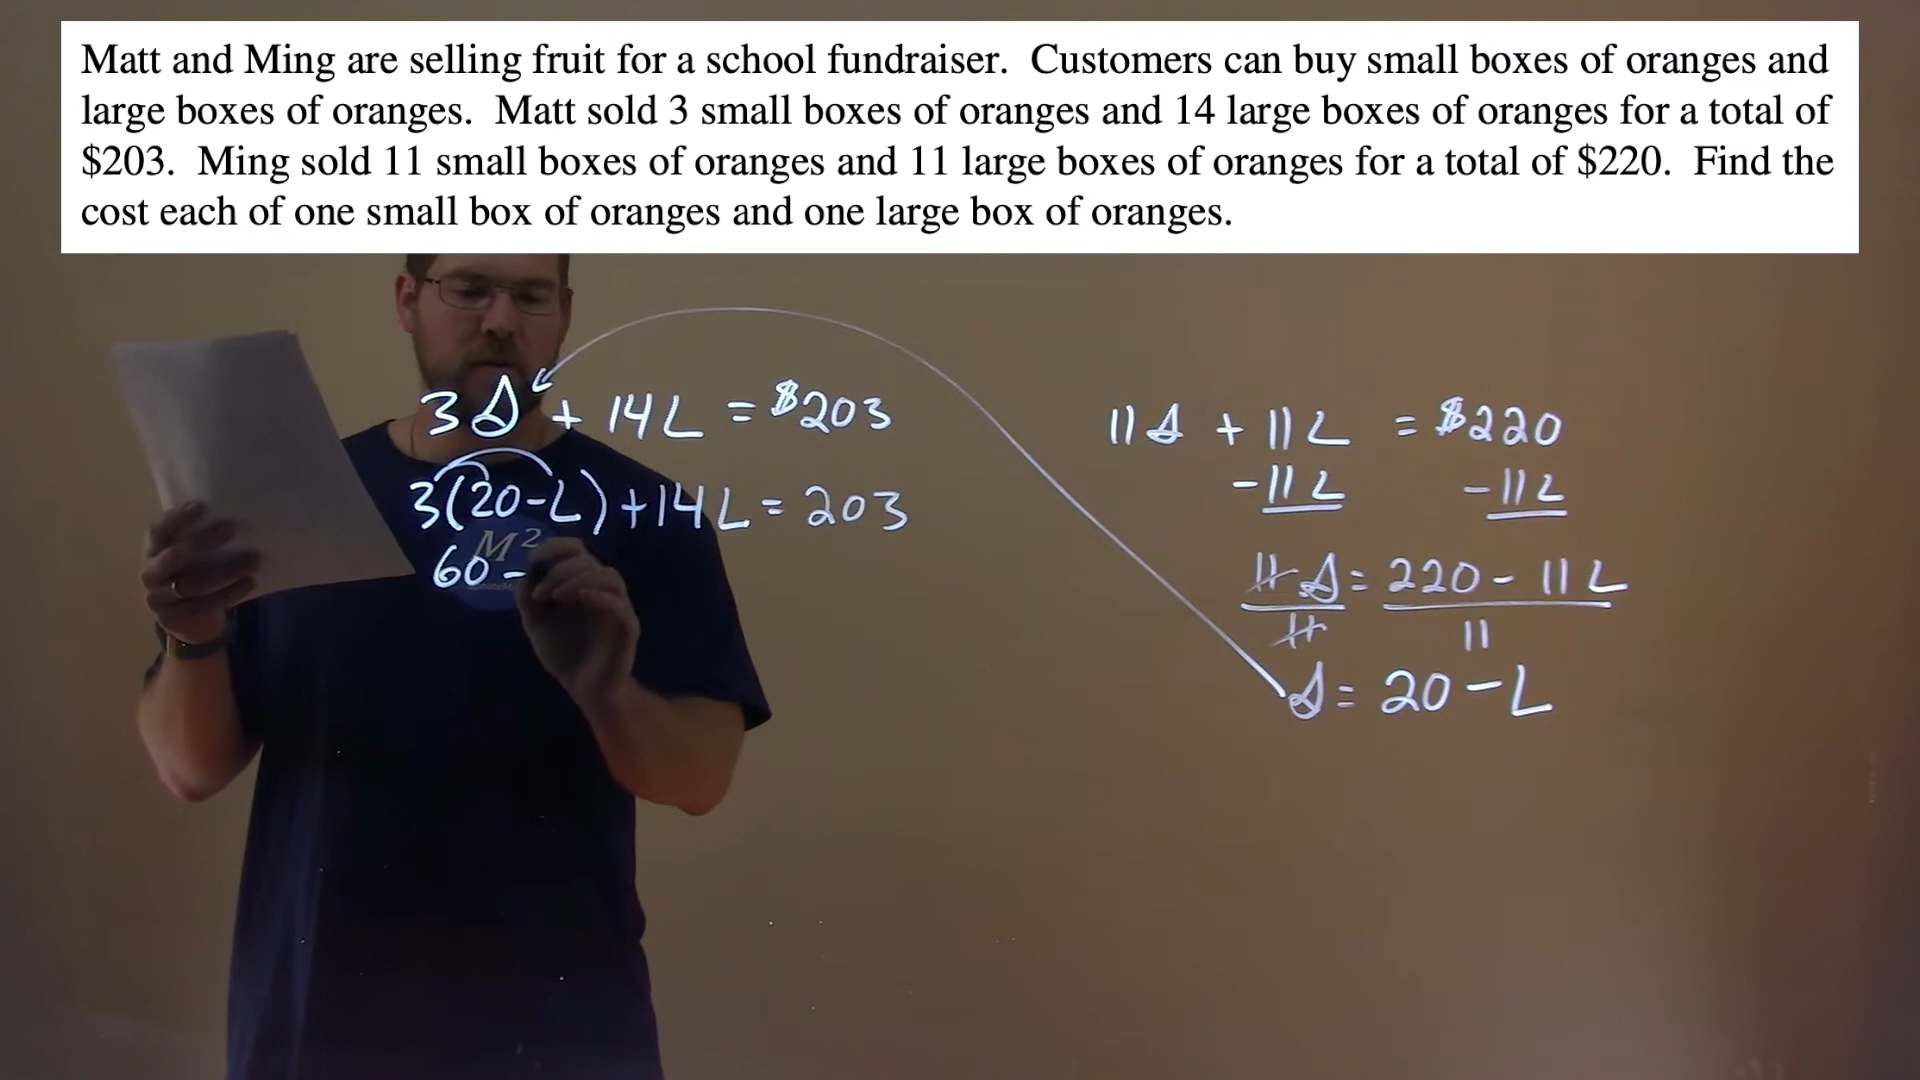 Matt and Ming are selling fruit for a school fundraiser. Customers can buy small boxes of oranges and
large boxes of oranges. Matt sold 3 small boxes of oranges and 14 large boxes of oranges for a total of
$203. Ming sold 11 small boxes of oranges and 11 large boxes of oranges for a total of $220. Find the
cost each of one small box of oranges and one large box of oranges.
3s + 14L = $203
3(20-L)+14L = 203
M²
60 -
11s + 11L = $220
-11L -11L
11s = 220 - 11L
11 11
s = 20 - L